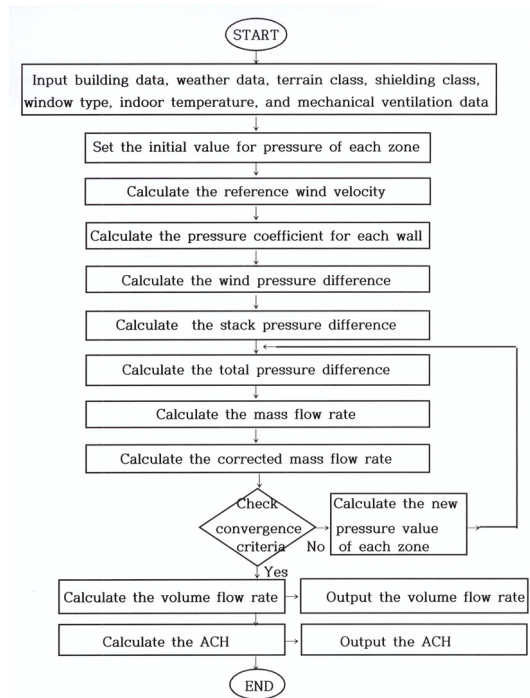 START
Input building data, weather data, terrain class, shielding class,
window type, indoor temperature, and mechanical ventilation data
Set the initial value for pressure of each zone
Calculate the reference wind velocity
Calculate the pressure coefficient for each wall
Calculate the wind pressure difference
Calculate the stack pressure difference
Calculate the total pressure difference
Calculate the mass flow rate
Calculate the corrected mass flow rate
Check
convergence
criteria
No
Calculate the new
pressure value
of each zone
Yes
Calculate the volume flow rate
Output the volume flow rate
Calculate the ACH
Output the ACH
END